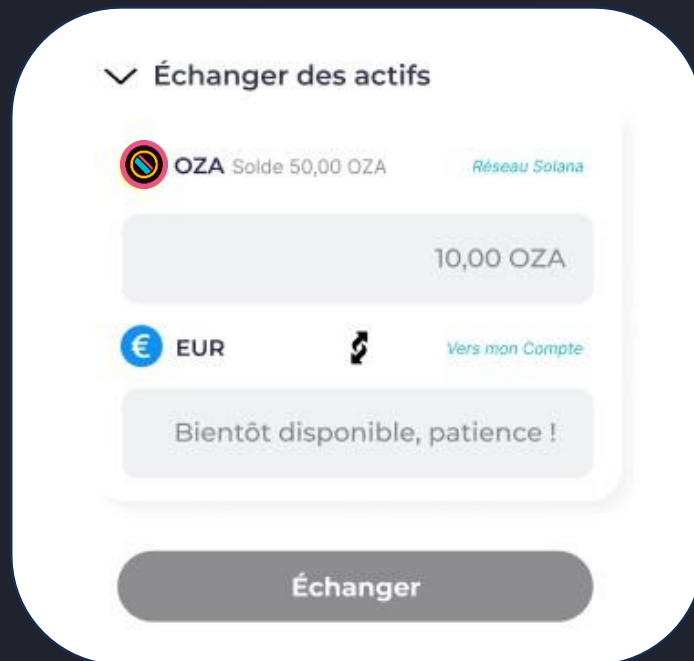 Échanger des actifs
OZA Solde 50,00 OZA Réseau Solana
10,00 OZA
€ EUR Vers mon Compte
Bientôt disponible, patience !
Échanger